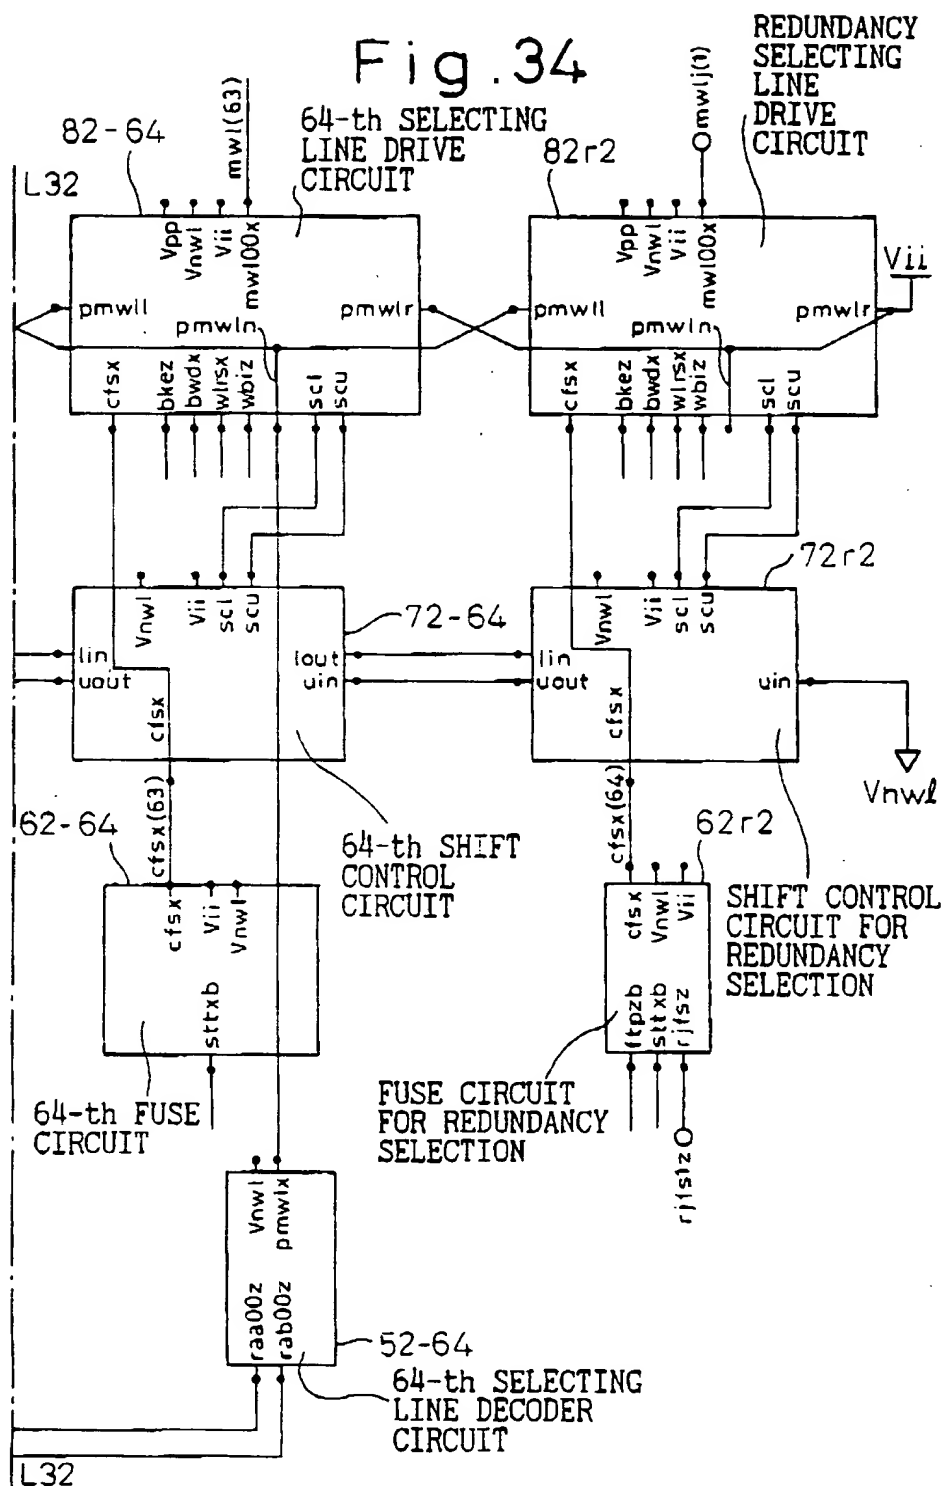 Fig.34
REDUNDANCY
SELECTING
LINE
DRIVE
CIRCUIT
mwl(63)
mwlj(1)
82-64
64-th SELECTING
LINE DRIVE
CIRCUIT
82r2
L32
Vpp
Vnwl
Vii
mwl00x
Vpp
Vnwl
Vii
mwl00x
Vii
pmwll
pmwlr
pmwln
pmwll
pmwlr
pmwln
cfsx
bkez
bwdx
wlrsx
wbiz
scl
scu
cfsx
bkez
bwdx
wlrsx
wbiz
scl
scu
72r2
Vnwl
Vii
scl
scu
72-64
Vnwl
Vii
scl
scu
lin
uout
lout
uin
lin
uout
uin
cfsx
cfsx
Vnwl
62-64
cfsx(63)
cfsx(64)
62r2
64-th SHIFT
CONTROL
CIRCUIT
SHIFT CONTROL
CIRCUIT FOR
REDUNDANCY
SELECTION
cfsx
Vii
Vnwl
sttxb
cfsx
Vnwl
Vii
ftpzb
sttxb
rjfsz
64-th FUSE
CIRCUIT
FUSE CIRCUIT
FOR REDUNDANCY
SELECTION
rjfs1z
Vnwl
pmwlx
raa00z
rab00z
52-64
64-th SELECTING
LINE DECODER
CIRCUIT
L32